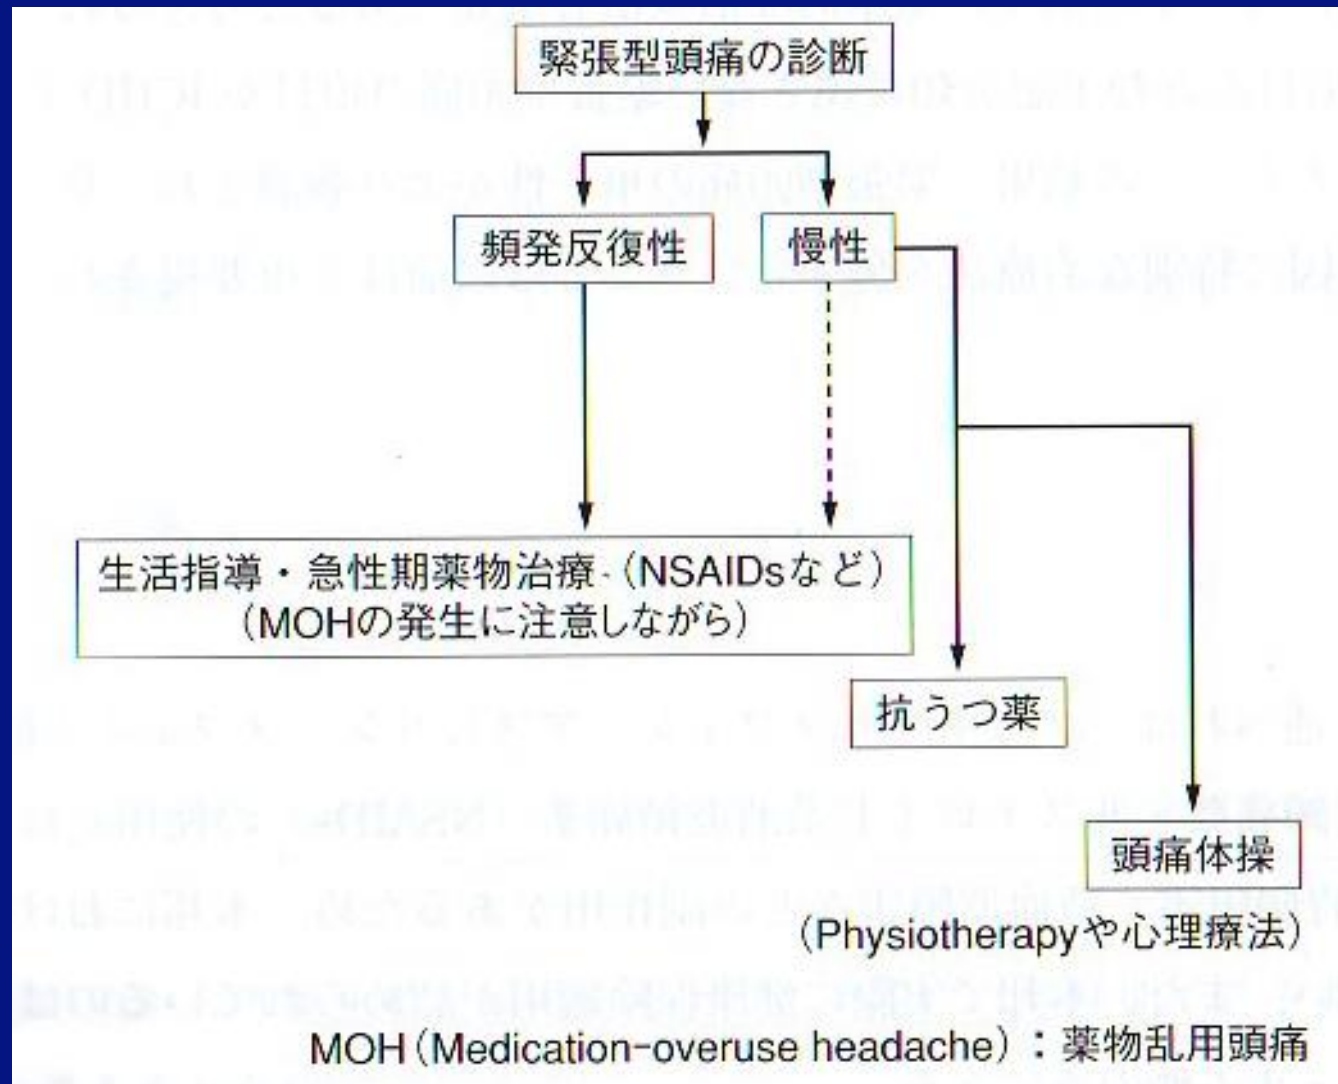 緊張型頭痛の診断
頻発反復性
慢性
生活指導・急性期薬物治療（NSAIDsなど）
（MOHの発生に注意しながら）
抗うつ薬
頭痛体操
（Physiotherapyや心理療法）
MOH（Medication-overuse headache）：薬物乱用頭痛